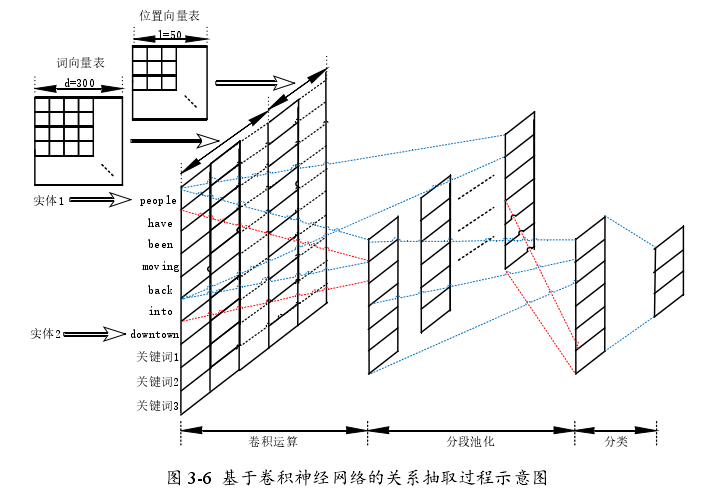 位置向量表
l=50
词向量表
d=300
实体1
people
have
been
moving
back
into
实体2
downtown
关键词1
关键词2
关键词3
卷积运算
分段池化
分类
图 3-6 基于卷积神经网络的关系抽取过程示意图